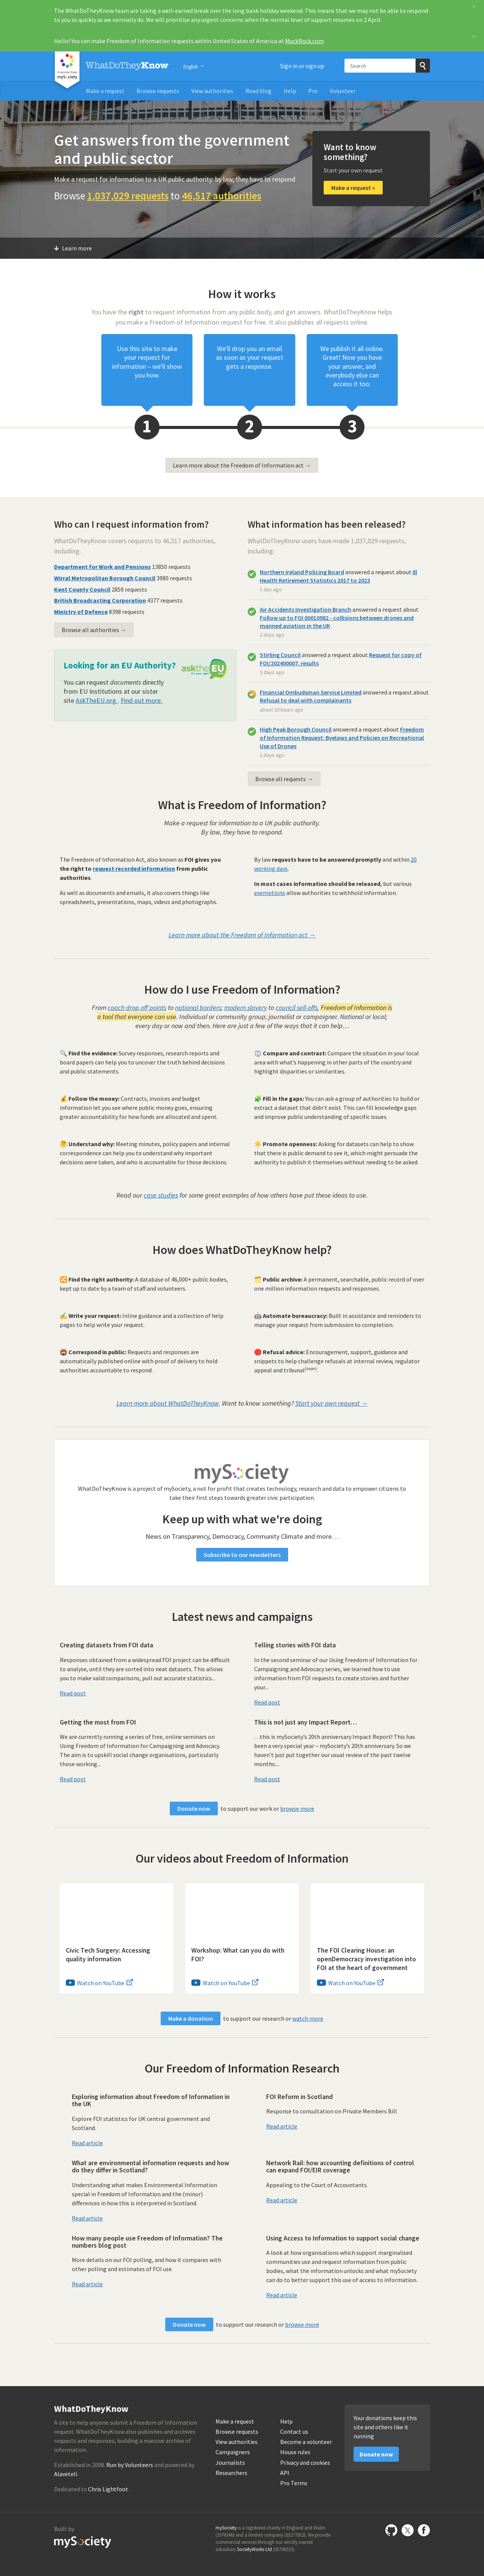 The WhatDoTheyKnow team are taking a well-earned break over the long bank holiday weekend. This means that we may not be able to respond
to you as quickly as we normally do. We will prioritise any urgent concerns when the normal level of support resumes on 2 April.
×
Hello! You can make Freedom of Information requests within United States of America at MuckRock.com
×
A project from
my Society
WhatDoTheyKnow
English
Sign in or sign up
Search
Make a request
Browse requests
View authorities
Read blog
Help
Pro
Volunteer
Get answers from the government
and public sector
Make a request for information to a UK public authority: by law, they have to respond
Browse 1,037,029 requests to 46,517 authorities
Want to know
something?
Start your own request
Make a request »
Learn more
How it works
You have the right to request information from any public body, and get answers. WhatDoTheyKnow helps
you make a Freedom of Information request for free. It also publishes all requests online.
Use this site to make
your request for
information – we'll show
you how.
1
We'll drop you an email
as soon as your request
gets a response.
2
We publish it all online.
Great! Now you have
your answer, and
everybody else can
access it too.
3
Learn more about the Freedom of Information act →
Who can I request information from?
WhatDoTheyKnow covers requests to 46,517 authorities,
including:
Department for Work and Pensions 13850 requests
Wirral Metropolitan Borough Council 3980 requests
Kent County Council 2859 requests
British Broadcasting Corporation 4377 requests
Ministry of Defence 8398 requests
Browse all authorities →
Looking for an EU Authority?
asktheEU
it's your right
You can request documents directly
from EU Institutions at our sister
site AskTheEU.org . Find out more .
What information has been released?
WhatDoTheyKnow users have made 1,037,029 requests,
including:
Northern Ireland Policing Board answered a request about Ill
Health Retirement Statistics 2017 to 2023
1 day ago
Air Accidents Investigation Branch answered a request about
Follow up to FOI 00010982 - collisions between drones and
manned aviation in the UK
2 days ago
Stirling Council answered a request about Request for copy of
FOI/202400007. results
3 days ago
Financial Ombudsman Service Limited answered a request about
Refusal to deal with complainants
about 20 hours ago
High Peak Borough Council answered a request about Freedom
of Information Request: Byelaws and Policies on Recreational
Use of Drones
2 days ago
Browse all requests →
What is Freedom of Information?
Make a request for information to a UK public authority.
By law, they have to respond.
The Freedom of Information Act, also known as FOI gives you
the right to request recorded information from public
authorities.
As well as documents and emails, it also covers things like
spreadsheets, presentations, maps, videos and photographs.
By law requests have to be answered promptly and within 20
working days.
In most cases information should be released, but various
exemptions allow authorities to withhold information.
Learn more about the Freedom of Information act →
How do I use Freedom of Information?
From coach drop off points to national borders; modern slavery to council sell-offs, Freedom of Information is
a tool that everyone can use. Individual or community group; journalist or campaigner. National or local;
every day or now and then. Here are just a few of the ways that it can help…
🔍 Find the evidence: Survey responses, research reports and
board papers can help you to uncover the truth behind decisions
and public statements.
⚖️ Compare and contrast: Compare the situation in your local
area with what's happening in other parts of the country and
highlight disparities or similarities.
💰 Follow the money: Contracts, invoices and budget
information let you see where public money goes, ensuring
greater accountability for how funds are allocated and spent.
🧩 Fill in the gaps: You can ask a group of authorities to build or
extract a dataset that didn't exist. This can fill knowledge gaps
and improve public understanding of specific issues.
🤔 Understand why: Meeting minutes, policy papers and internal
correspondence can help you to understand why important
decisions were taken, and who is accountable for those decisions.
☀️ Promote openness: Asking for datasets can help to show
that there is public demand to see it, which might persuade the
authority to publish it themselves without needing to be asked.
Read our case studies for some great examples of how others have put these ideas to use.
How does WhatDoTheyKnow help?
🔀 Find the right authority: A database of 46,000+ public bodies,
kept up to date by a team of staff and volunteers.
🗂️ Public archive: A permanent, searchable, public record of over
one million information requests and responses.
✍️ Write your request: Inline guidance and a collection of help
pages to help write your request.
🤖 Automate bureaucracy: Built in assistance and reminders to
manage your request from submission to completion.
Correspond in public: Requests and responses are
automatically published online with proof of delivery to hold
authorities accountable to respond.
🛑 Refusal advice: Encouragement, support, guidance and
snippets to help challenge refusals at internal review, regulator
appeal and tribunal[soon].
Learn more about WhatDoTheyKnow. Want to know something? Start your own request →
mySociety
WhatDoTheyKnow is a project of mySociety, a not for profit that creates technology, research and data to empower citizens to
take their first steps towards greater civic participation.
Keep up with what we're doing
News on Transparency, Democracy, Community Climate and more…
Subscribe to our newsletters
Latest news and campaigns
Creating datasets from FOI data
Responses obtained from a widespread FOI project can be difficult
to analyse, until they are sorted into neat datasets. This allows
you to make valid comparisons, pull out accurate statistics...
Read post
Telling stories with FOI data
In the second seminar of our Using Freedom of Information for
Campaigning and Advocacy series, we learned how to use
information from FOI requests to create stories and further
your...
Read post
Getting the most from FOI
We are currently running a series of free, online seminars on
Using Freedom of Information for Campaigning and Advocacy.
The aim is to upskill social change organisations, particularly
those working...
Read post
This is not just any Impact Report…
…this is mySociety's 20th anniversary Impact Report! This has
been a very special year – mySociety's 20th anniversary. So we
haven't just put together our usual review of the past twelve
months:...
Read post
Donate now to support our work or browse more
Our videos about Freedom of Information
Civic Tech Surgery: Accessing
quality information
Watch on YouTube
Workshop: What can you do with
FOI?
Watch on YouTube
The FOI Clearing House: an
openDemocracy investigation into
FOI at the heart of government
Watch on YouTube
Make a donation to support our research or watch more
Our Freedom of Information Research
Exploring information about Freedom of Information in
the UK
Explore FOI statistics for UK central government and
Scotland.
Read article
FOI Reform in Scotland
Response to consultation on Private Members Bill
Read article
What are environmental information requests and how
do they differ in Scotland?
Understanding what makes Environmental Information
special in Freedom of Information and the (minor)
differences in how this is interpreted in Scotland.
Read article
Network Rail: how accounting definitions of control
can expand FOI/EIR coverage
Appealing to the Court of Accountants.
Read article
How many people use Freedom of Information? The
numbers blog post
More details on our FOI polling, and how it compares with
other polling and estimates of FOI use.
Read article
Using Access to Information to support social change
A look at how organisations which support marginalised
communities use and request information from public
bodies, what the information unlocks and what mySociety
can do to better support this use of access to information.
Read article
Donate now to support our research or browse more
WhatDoTheyKnow
A site to help anyone submit a Freedom of Information
request. WhatDoTheyKnow also publishes and archives
requests and responses, building a massive archive of
information.
Established in 2008. Run by Volunteers and powered by
Alaveteli.
Dedicated to Chris Lightfoot.
Make a request
Browse requests
View authorities
Campaigners
Journalists
Researchers
Help
Contact us
Become a volunteer
House rules
Privacy and cookies
API
Pro Terms
Your donations keep this
site and others like it
running
Donate now
Built by
mySociety
mySociety is a registered charity in England and Wales
(1076346) and a limited company (03277032). We provide
commercial services through our wholly owned
subsidiary SocietyWorks Ltd (05798215).